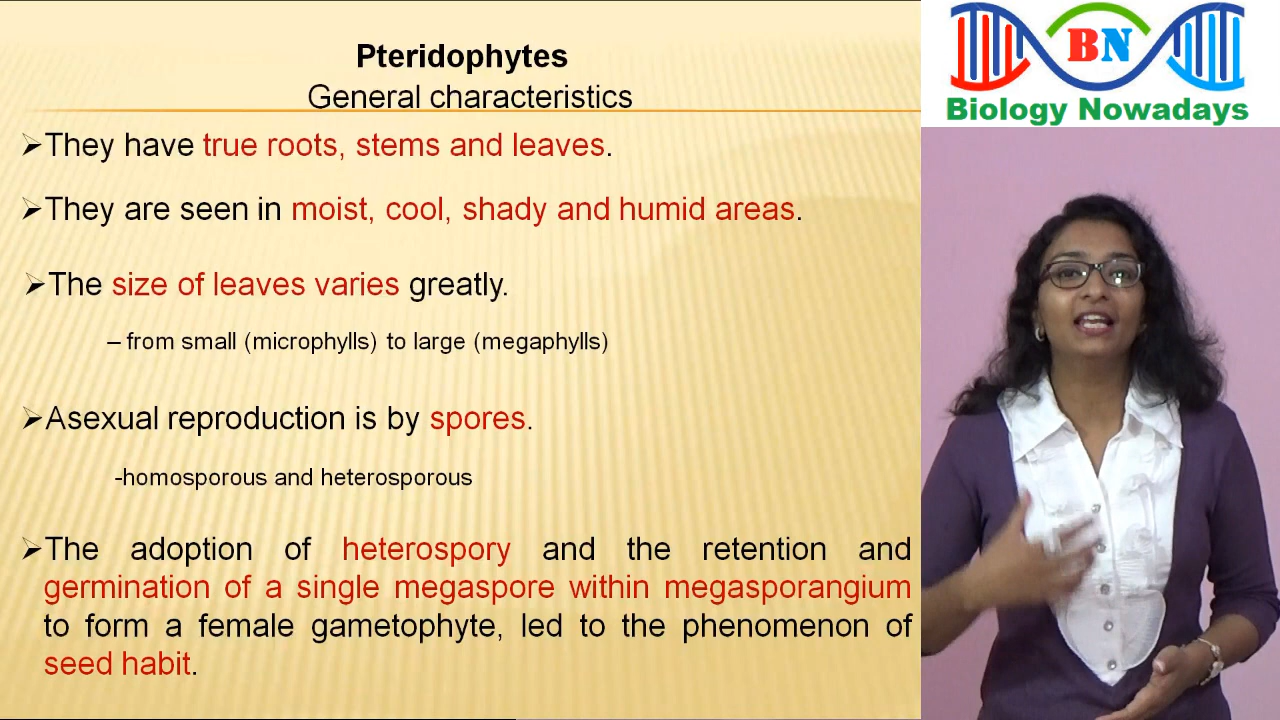 Pteridophytes
General characteristics
➢They have true roots, stems and leaves.
➢They are seen in moist, cool, shady and humid areas.
➢The size of leaves varies greatly.
– from small (microphylls) to large (megaphylls)
➢Asexual reproduction is by spores.
-homosporous and heterosporous
➢The adoption of heterospory and the retention and
germination of a single megaspore within megasporangium
to form a female gametophyte, led to the phenomenon of
seed habit.
BN
Biology Nowadays